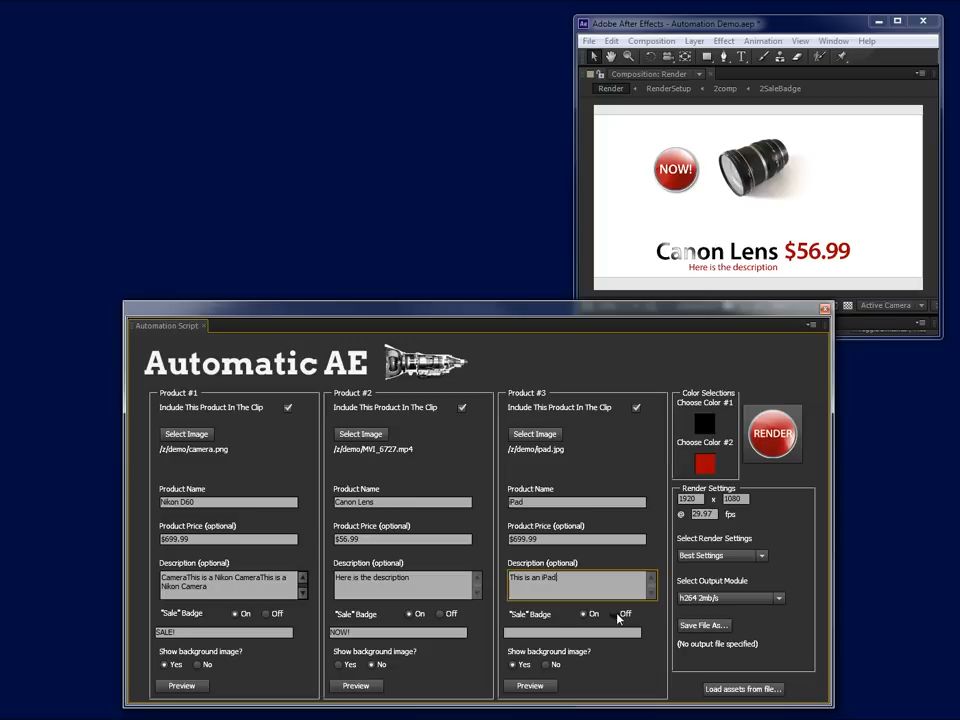 Adobe After Effects - Automation Demo.aep *
File Edit Composition Layer Effect Animation View Window Help
Composition: Render
Render RenderSetup 2comp 2SaleBadge
NOW!
Canon Lens $56.99
Here is the description
Active Camera
Automation Script
Automatic AE
Product #1
Include This Product In The Clip
Select Image
/z/demo/camera.png
Product Name
Nikon D60
Product Price (optional)
$699.99
Description (optional)
CameraThis is a Nikon CameraThis is a
Nikon Camera
"Sale" Badge On Off
SALE!
Show background image?
Yes No
Preview
Product #2
Include This Product In The Clip
Select Image
/z/demo/MVI_6727.mp4
Product Name
Canon Lens
Product Price (optional)
$56.99
Description (optional)
Here is the description
"Sale" Badge On Off
NOW!
Show background image?
Yes No
Preview
Product #3
Include This Product In The Clip
Select Image
/z/demo/ipad.jpg
Product Name
iPad
Product Price (optional)
$699.99
Description (optional)
This is an iPad
"Sale" Badge On Off
Show background image?
Yes No
Preview
Color Selections
Choose Color #1
Choose Color #2
RENDER
Render Settings
1920 x 1080
@ 29.97 fps
Select Render Settings
Best Settings
Select Output Module
h264 2mb/s
Save File As...
(No output file specified)
Load assets from file...